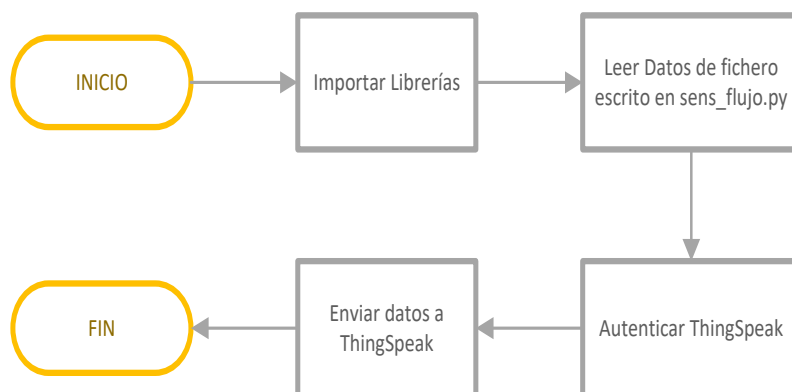 INICIO
Importar Librerías
Leer Datos de fichero
escrito en sens_flujo.py
Autenticar ThingSpeak
Enviar datos a
ThingSpeak
FIN